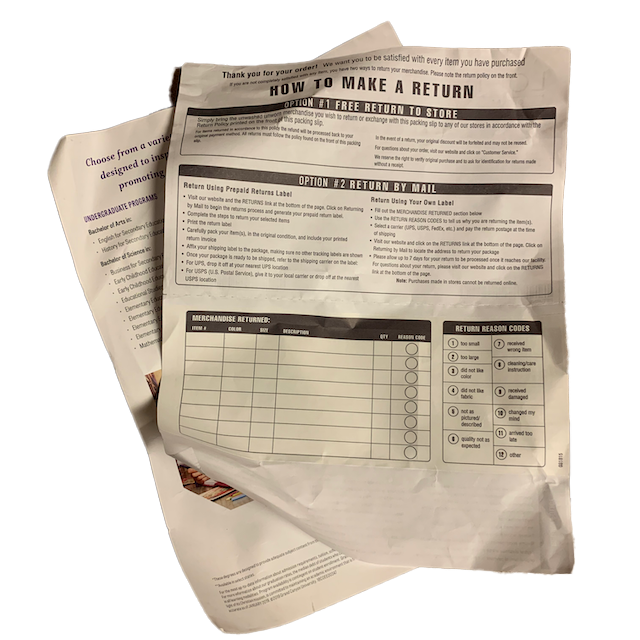 Thank you for your order! We want you to be satisfied with every item you have purchased
If you are not completely satisfied with any item, you have two ways to return your merchandise. Please note the return policy on the front.
HOW TO MAKE A RETURN
OPTION #1 FREE RETURN TO STORE
Simply bring the merchandise you wish to return or exchange with this packing slip to any of our stores in accordance with the
Return Policy printed on the front of this packing slip.
For items returned in accordance to this policy the refund will be processed back to your
original payment method. All returns must follow the policy found on the front of this packing
slip.
In the event of a return, your original discount will be forfeited and may not be reused.
For questions about your order, visit our website and click on "Customer Service."
We reserve the right to verify original purchase and to ask for identification for returns made
without a receipt.
OPTION #2 RETURN BY MAIL
Return Using Prepaid Returns Label
• Visit our website and the RETURNS link at the bottom of the page. Click on Returning
by Mail to begin the returns process and generate your prepaid return label.
• Complete the steps to return your selected items
• Print the return label
• Carefully pack your item(s), in the original condition, and include your printed
return invoice
• Affix your shipping label to the package, making sure no other tracking labels are shown
• Once your package is ready to be shipped, refer to the shipping carrier on the label.
• For UPS, drop it off at your nearest UPS location
• For USPS (U.S. Postal Service), give it to your local carrier or drop off at the nearest
USPS location
Return Using Your Own Label
• Fill out the MERCHANDISE RETURNED section below
• Use the RETURN REASON CODES to tell us why you are returning the item(s).
• Select a carrier (UPS, USPS, FedEx, etc.) and pay the return postage at the time
of shipping
• Visit our website and click on the RETURNS link at the bottom of the page. Click on
Returning by Mail to locate the address to return your package
• Please allow up to 7 days for your return to be processed once it reaches our facility.
For questions about your return, please visit our website and click on the RETURNS
link at the bottom of the page.
Note: Purchases made in stores cannot be returned online.
MERCHANDISE RETURNED:
ITEM # COLOR SIZE DESCRIPTION QTY REASON CODE
RETURN REASON CODES
1 too small
2 too large
3 did not like
color
4 did not like
fabric
5 not as
pictured/
described
6 quality not as
expected
7 received
wrong item
8 cleaning/care
instruction
9 received
damaged
10 changed my
mind
11 arrived too
late
12 other
Choose from a varie
designed to insp
promoting
UNDERGRADUATE PROGRAMS
Bachelor of Arts in:
• English for Secondary Educa
• History for Secondary Educa
Bachelor of Science in:
• Business for Secondary
• Early Childhood Educ
• Early Childhood Edu
• Educational Studie
• Elementary Edu
• Elementary Edu
• Elementary
• Elementary
• Mathem